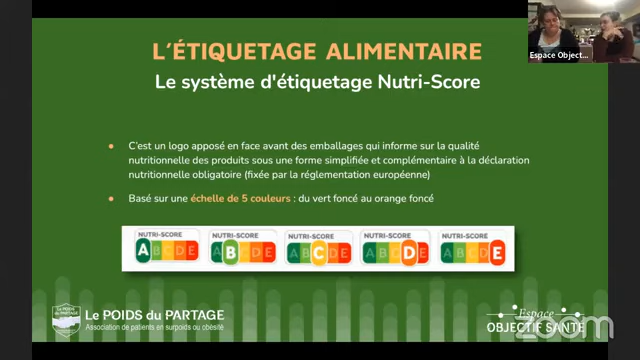 L'ÉTIQUETAGE ALIMENTAIRE
Le système d'étiquetage Nutri-Score
Espace Object...
• C'est un logo apposé en face avant des emballages qui informe sur la qualité
nutritionnelle des produits sous une forme simplifiée et complémentaire à la déclaration
nutritionnelle obligatoire (fixée par la réglementation européenne)
• Basé sur une échelle de 5 couleurs : du vert foncé au orange foncé
NUTRI-SCORE NUTRI-SCORE NUTRI-SCORE NUTRI-SCORE NUTRI-SCORE
A B C D E A B C D E A B C D E A B C D E A B C D E
Le POIDS du PARTAGE
Association de patients en surpoids ou obésité
Espace
OBJECTIF SANTÉ
zoom